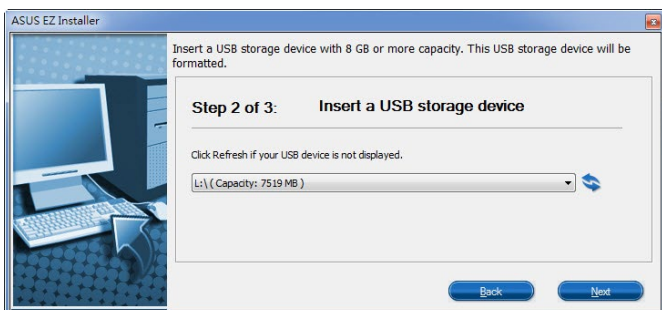 ASUS EZ Installer
Insert a USB storage device with 8 GB or more capacity. This USB storage device will be
formatted.
Step 2 of 3: Insert a USB storage device
Click Refresh if your USB device is not displayed.
L:\ ( Capacity: 7519 MB )
Back Next